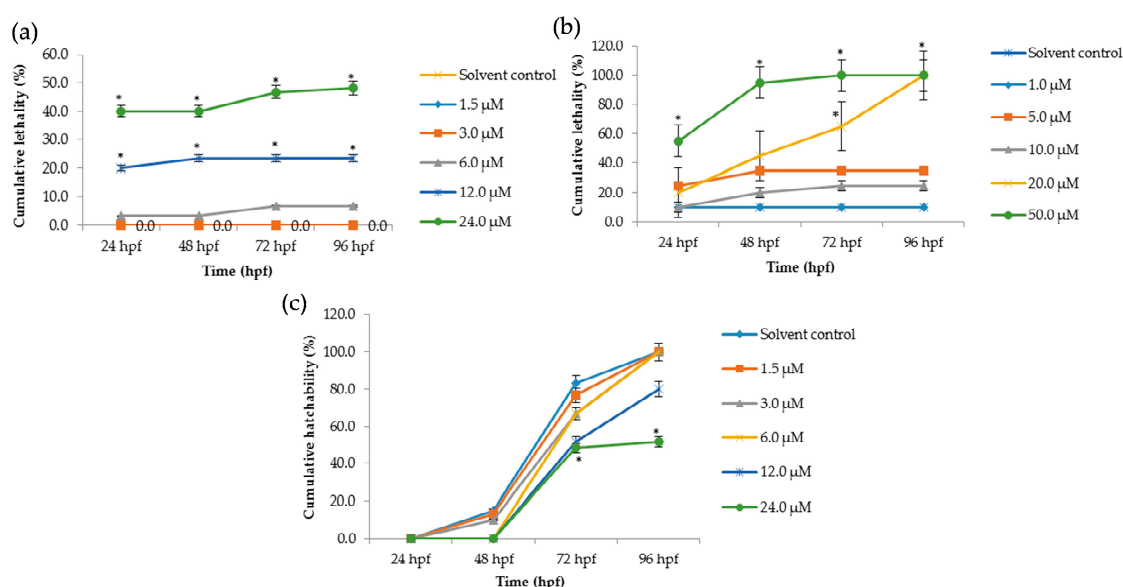 (a)
Cumulative lethality (%)
60.0
50.0
40.0
30.0
20.0
10.0
0.0
* * * *
* * * *
0.0 0.0 0.0 0.0
24 hpf 48 hpf 72 hpf 96 hpf
Time (hpf)
Solvent control
1.5 µM
3.0 µM
6.0 µM
12.0 µM
24.0 µM
(b)
Cumulative lethality (%)
120.0
100.0
80.0
60.0
40.0
20.0
0.0
* * * *
*
24 hpf 48 hpf 72 hpf 96 hpf
Time (hpf)
Solvent control
1.0 µM
5.0 µM
10.0 µM
20.0 µM
50.0 µM
(c)
Cumulative hatchability (%)
120.0
100.0
80.0
60.0
40.0
20.0
0.0
* *
24 hpf 48 hpf 72 hpf 96 hpf
Time (hpf)
Solvent control
1.5 µM
3.0 µM
6.0 µM
12.0 µM
24.0 µM